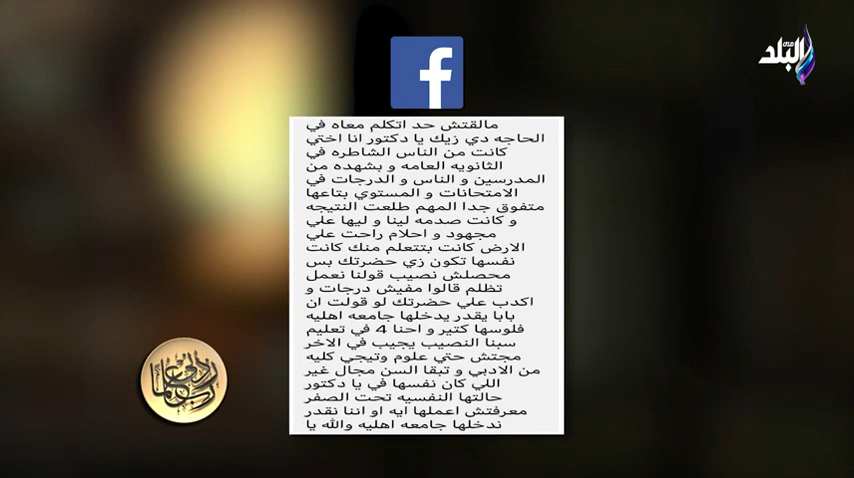 صدى
البلد
مالقتش حد اتكلم معاه في
الحاجه دي زيك يا دكتور انا اختي
كانت من الناس الشاطره في
الثانويه العامه و بشهده من
المدرسين و الناس و الدرجات في
الامتحانات و المستوي بتاعها
متفوق جدا المهم طلعت النتيجه
و كانت صدمه لينا و ليها علي
مجهود و احلام راحت علي
الارض كانت بتتعلم منك كانت
نفسها تكون زي حضرتك بس
محصلش نصيب قولنا نعمل
تظلم قالوا مفيش درجات و
اكدب علي حضرتك لو قولت ان
بابا يقدر يدخلها جامعه اهليه
فلوسها كتير و احنا 4 في تعليم
سبنا النصيب يجيب في الاخر
مجتش حتي علوم وتيجي كليه
من الادبي و تبقا السن مجال غير
اللي كان نفسها في يا دكتور
حالتها النفسيه تحت الصفر
معرفتش اعملها ايه او اننا نقدر
ندخلها جامعه اهليه والله يا